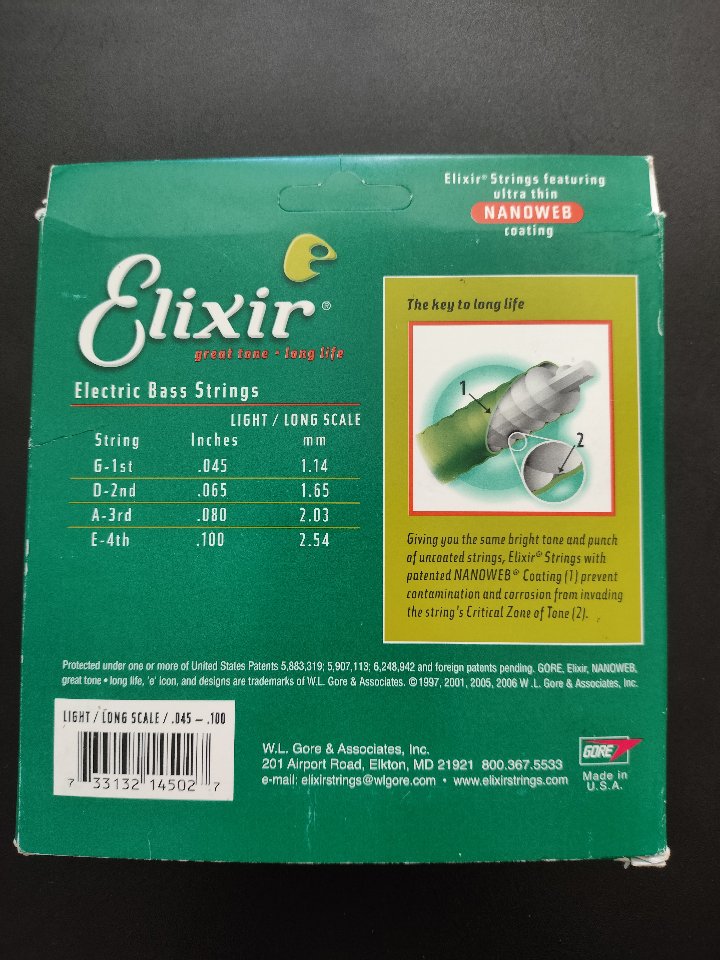 Elixir® Strings featuring
ultra thin
NANOWEB
coating
e
Elixir®
great tone • long life
Electric Bass Strings
LIGHT / LONG SCALE
String Inches mm
G-1st .045 1.14
D-2nd .065 1.65
A-3rd .080 2.03
E-4th .100 2.54
The key to long life
1
2
Giving you the same bright tone and punch
of uncoated strings, Elixir® Strings with
patented NANOWEB® Coating (1) prevent
contamination and corrosion from invading
the string's Critical Zone of Tone (2).
Protected under one or more of United States Patents 5,883,319; 5,907,113; 6,248,942 and foreign patents pending. GORE, Elixir, NANOWEB,
great tone • long life, 'e' icon, and designs are trademarks of W.L. Gore & Associates. ©1997, 2001, 2005, 2006 W .L. Gore & Associates, Inc.
LIGHT / LONG SCALE / .045 – .100
7 33132 14502 7
W.L. Gore & Associates, Inc.
201 Airport Road, Elkton, MD 21921 800.367.5533
e-mail: elixirstrings@wlgore.com • www.elixirstrings.com
GORE
Made in
U.S.A.